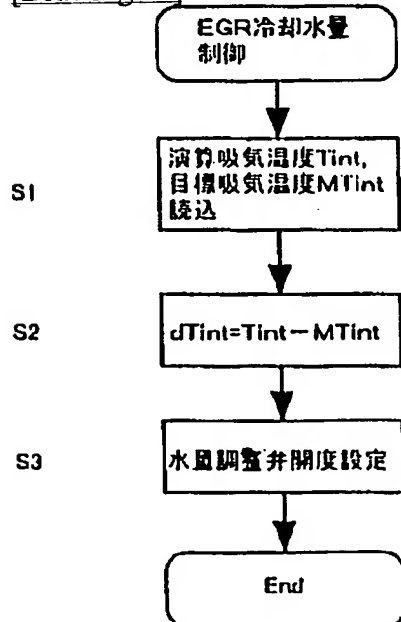 EGR冷却水量
制御
S1
演算吸気温度Tint,
目標吸気温度MTint
読込
S2
dTint=Tint－MTint
S3
水量調整弁開度設定
End